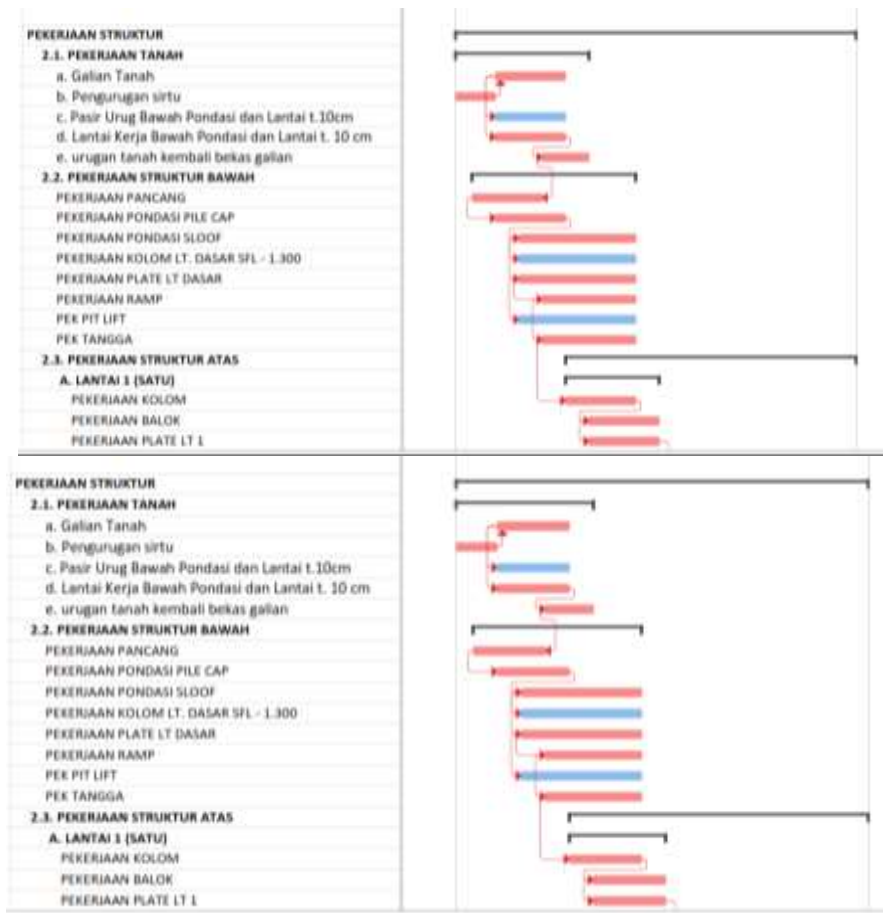 PEKERJAAN STRUKTUR
2.1. PEKERJAAN TANAH
a. Galian Tanah
b. Pengurugan sirtu
c. Pasir Urug Bawah Pondasi dan Lantai t.10cm
d. Lantai Kerja Bawah Pondasi dan Lantai t. 10 cm
e. urugan tanah kembali bekas galian
2.2. PEKERJAAN STRUKTUR BAWAH
PEKERJAAN PANCANG
PEKERJAAN PONDASI PILE CAP
PEKERJAAN PONDASI SLOOF
PEKERJAAN KOLOM LT. DASAR SFL - 1.300
PEKERJAAN PLATE LT DASAR
PEKERJAAN RAMP
PEK PIT LIFT
PEK TANGGA
2.3. PEKERJAAN STRUKTUR ATAS
A. LANTAI 1 (SATU)
PEKERJAAN KOLOM
PEKERJAAN BALOK
PEKERJAAN PLATE LT 1
PEKERJAAN STRUKTUR
2.1. PEKERJAAN TANAH
a. Galian Tanah
b. Pengurugan sirtu
c. Pasir Urug Bawah Pondasi dan Lantai t.10cm
d. Lantai Kerja Bawah Pondasi dan Lantai t. 10 cm
e. urugan tanah kembali bekas galian
2.2. PEKERJAAN STRUKTUR BAWAH
PEKERJAAN PANCANG
PEKERJAAN PONDASI PILE CAP
PEKERJAAN PONDASI SLOOF
PEKERJAAN KOLOM LT. DASAR SFL - 1.300
PEKERJAAN PLATE LT DASAR
PEKERJAAN RAMP
PEK PIT LIFT
PEK TANGGA
2.3. PEKERJAAN STRUKTUR ATAS
A. LANTAI 1 (SATU)
PEKERJAAN KOLOM
PEKERJAAN BALOK
PEKERJAAN PLATE LT 1